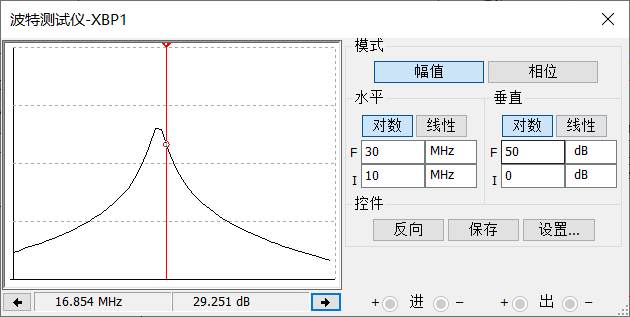 波特测试仪-XBP1
模式
幅值 相位
水平 垂直
对数 线性 对数 线性
F 30 MHz F 50 dB
I 10 MHz I 0 dB
控件
反向 保存 设置...
16.854 MHz 29.251 dB + 进 - + 出 -